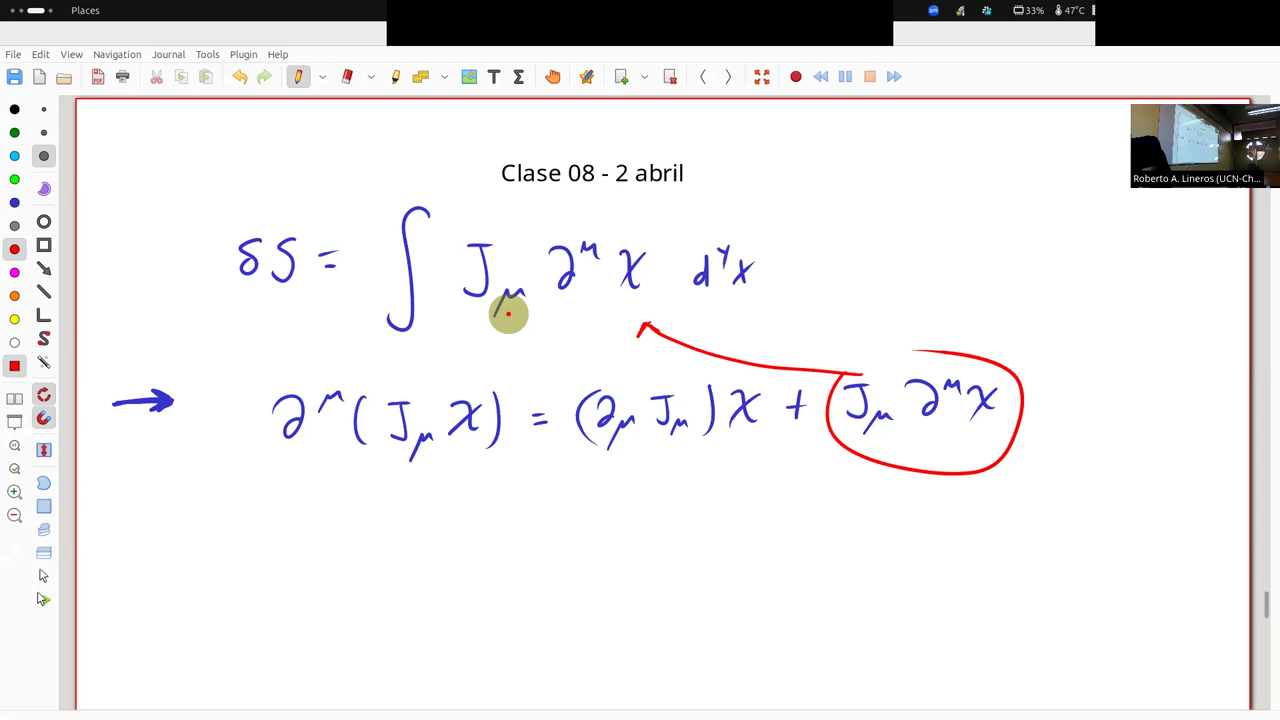 Places
33%
47°C
File Edit View Navigation Journal Tools Plugin Help
Roberto A. Lineros (UCN-Ch...
Clase 08 - 2 abril
δS = ∫ J_μ ∂^μ χ d⁴x
→ ∂^μ (J_μ χ) = (∂_μ J_μ) χ + J_μ ∂^μ χ